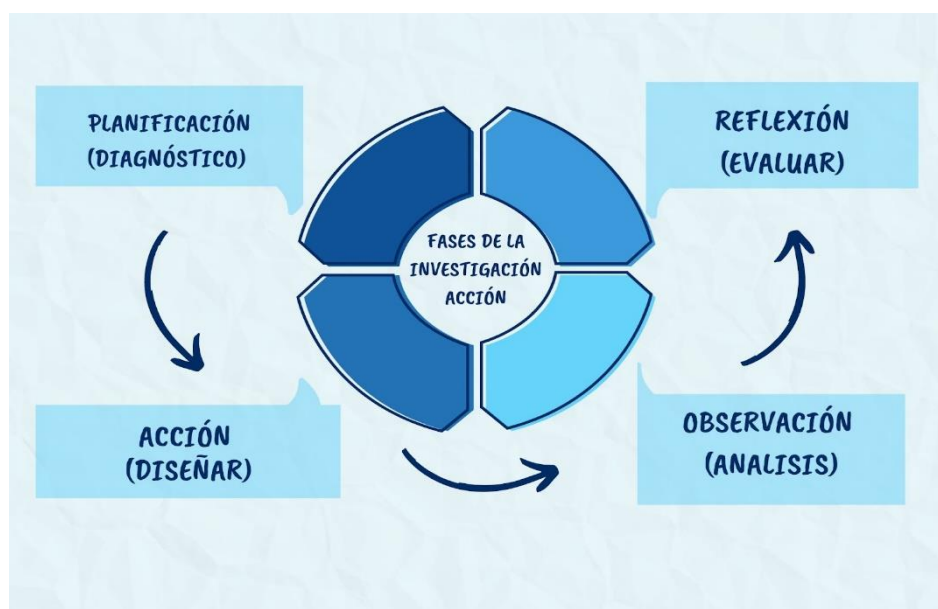 PLANIFICACIÓN
(DIAGNÓSTICO)
REFLEXIÓN
(EVALUAR)
FASES DE LA
INVESTIGACIÓN
ACCIÓN
ACCIÓN
(DISEÑAR)
OBSERVACIÓN
(ANALISIS)